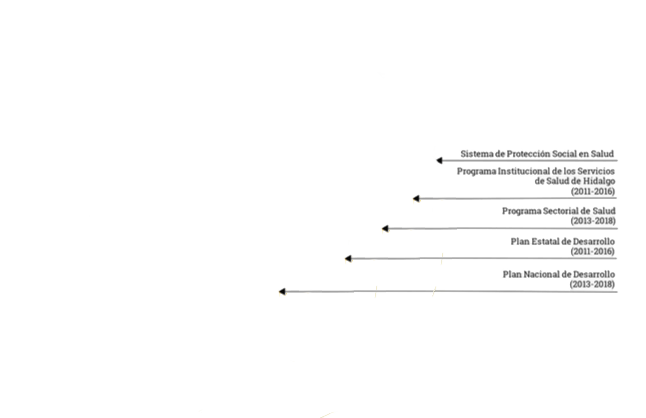 Sistema de Protección Social en Salud
Programa Institucional de los Servicios
de Salud de Hidalgo
(2011-2016)
Programa Sectorial de Salud
(2013-2018)
Plan Estatal de Desarrollo
(2011-2016)
Plan Nacional de Desarrollo
(2013-2018)